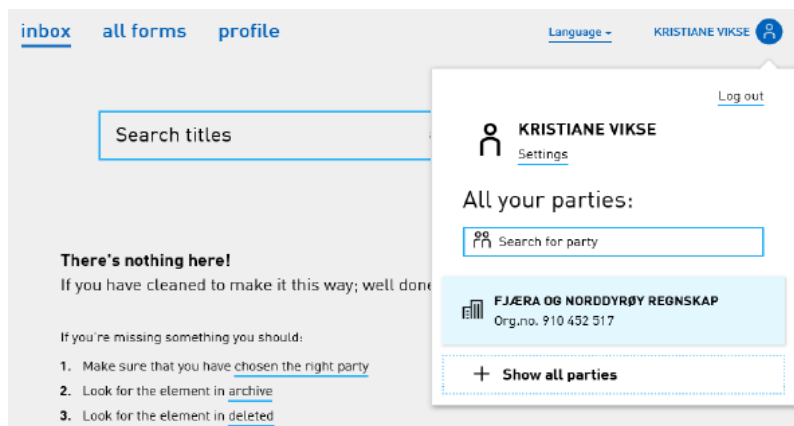 inbox all forms profile Language KRISTIANE VIKSE
Log out
KRISTIANE VIKSE
Settings
All your parties:
Search for party
FJÆRA OG NORDDYRØY REGNSKAP
Org.no. 910 452 517
+ Show all parties
Search titles
There's nothing here!
If you have cleaned to make it this way; well done
If you're missing something you should:
1. Make sure that you have chosen the right party
2. Look for the element in archive
3. Look for the element in deleted